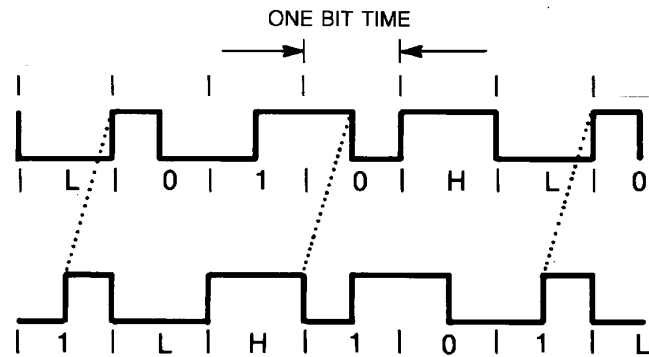 ONE BIT TIME
| L | 0 | 1 | 0 | H | L | 0
| 1 | L | H | 1 | 0 | 1 | L